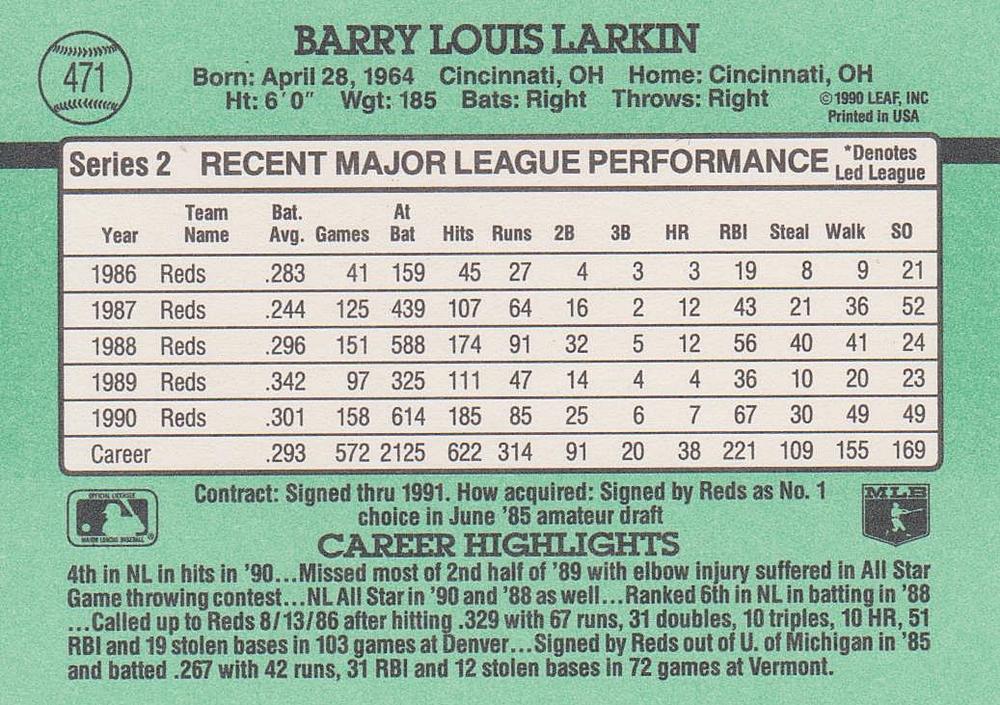 BARRY LOUIS LARKIN
471
Born: April 28, 1964 Cincinnati, OH Home: Cincinnati, OH
Ht: 6'0" Wgt: 185 Bats: Right Throws: Right
©1990 LEAF, INC
Printed in USA
Series 2 RECENT MAJOR LEAGUE PERFORMANCE *Denotes Led League
Year Team Name Bat. Avg. Games At Bat Hits Runs 2B 3B HR RBI Steal Walk SO
1986 Reds .283 41 159 45 27 4 3 3 19 8 9 21
1987 Reds .244 125 439 107 64 16 2 12 43 21 36 52
1988 Reds .296 151 588 174 91 32 5 12 56 40 41 24
1989 Reds .342 97 325 111 47 14 4 4 36 10 20 23
1990 Reds .301 158 614 185 85 25 6 7 67 30 49 49
Career .293 572 2125 622 314 91 20 38 221 109 155 169
OFFICIAL LICENSEE
MAJOR LEAGUE BASEBALL
Contract: Signed thru 1991. How acquired: Signed by Reds as No. 1
choice in June '85 amateur draft
MLB
CAREER HIGHLIGHTS
4th in NL in hits in '90...Missed most of 2nd half of '89 with elbow injury suffered in All Star
Game throwing contest...NL All Star in '90 and '88 as well...Ranked 6th in NL in batting in '88
...Called up to Reds 8/13/86 after hitting .329 with 67 runs, 31 doubles, 10 triples, 10 HR, 51
RBI and 19 stolen bases in 103 games at Denver...Signed by Reds out of U. of Michigan in '85
and batted .267 with 42 runs, 31 RBI and 12 stolen bases in 72 games at Vermont.